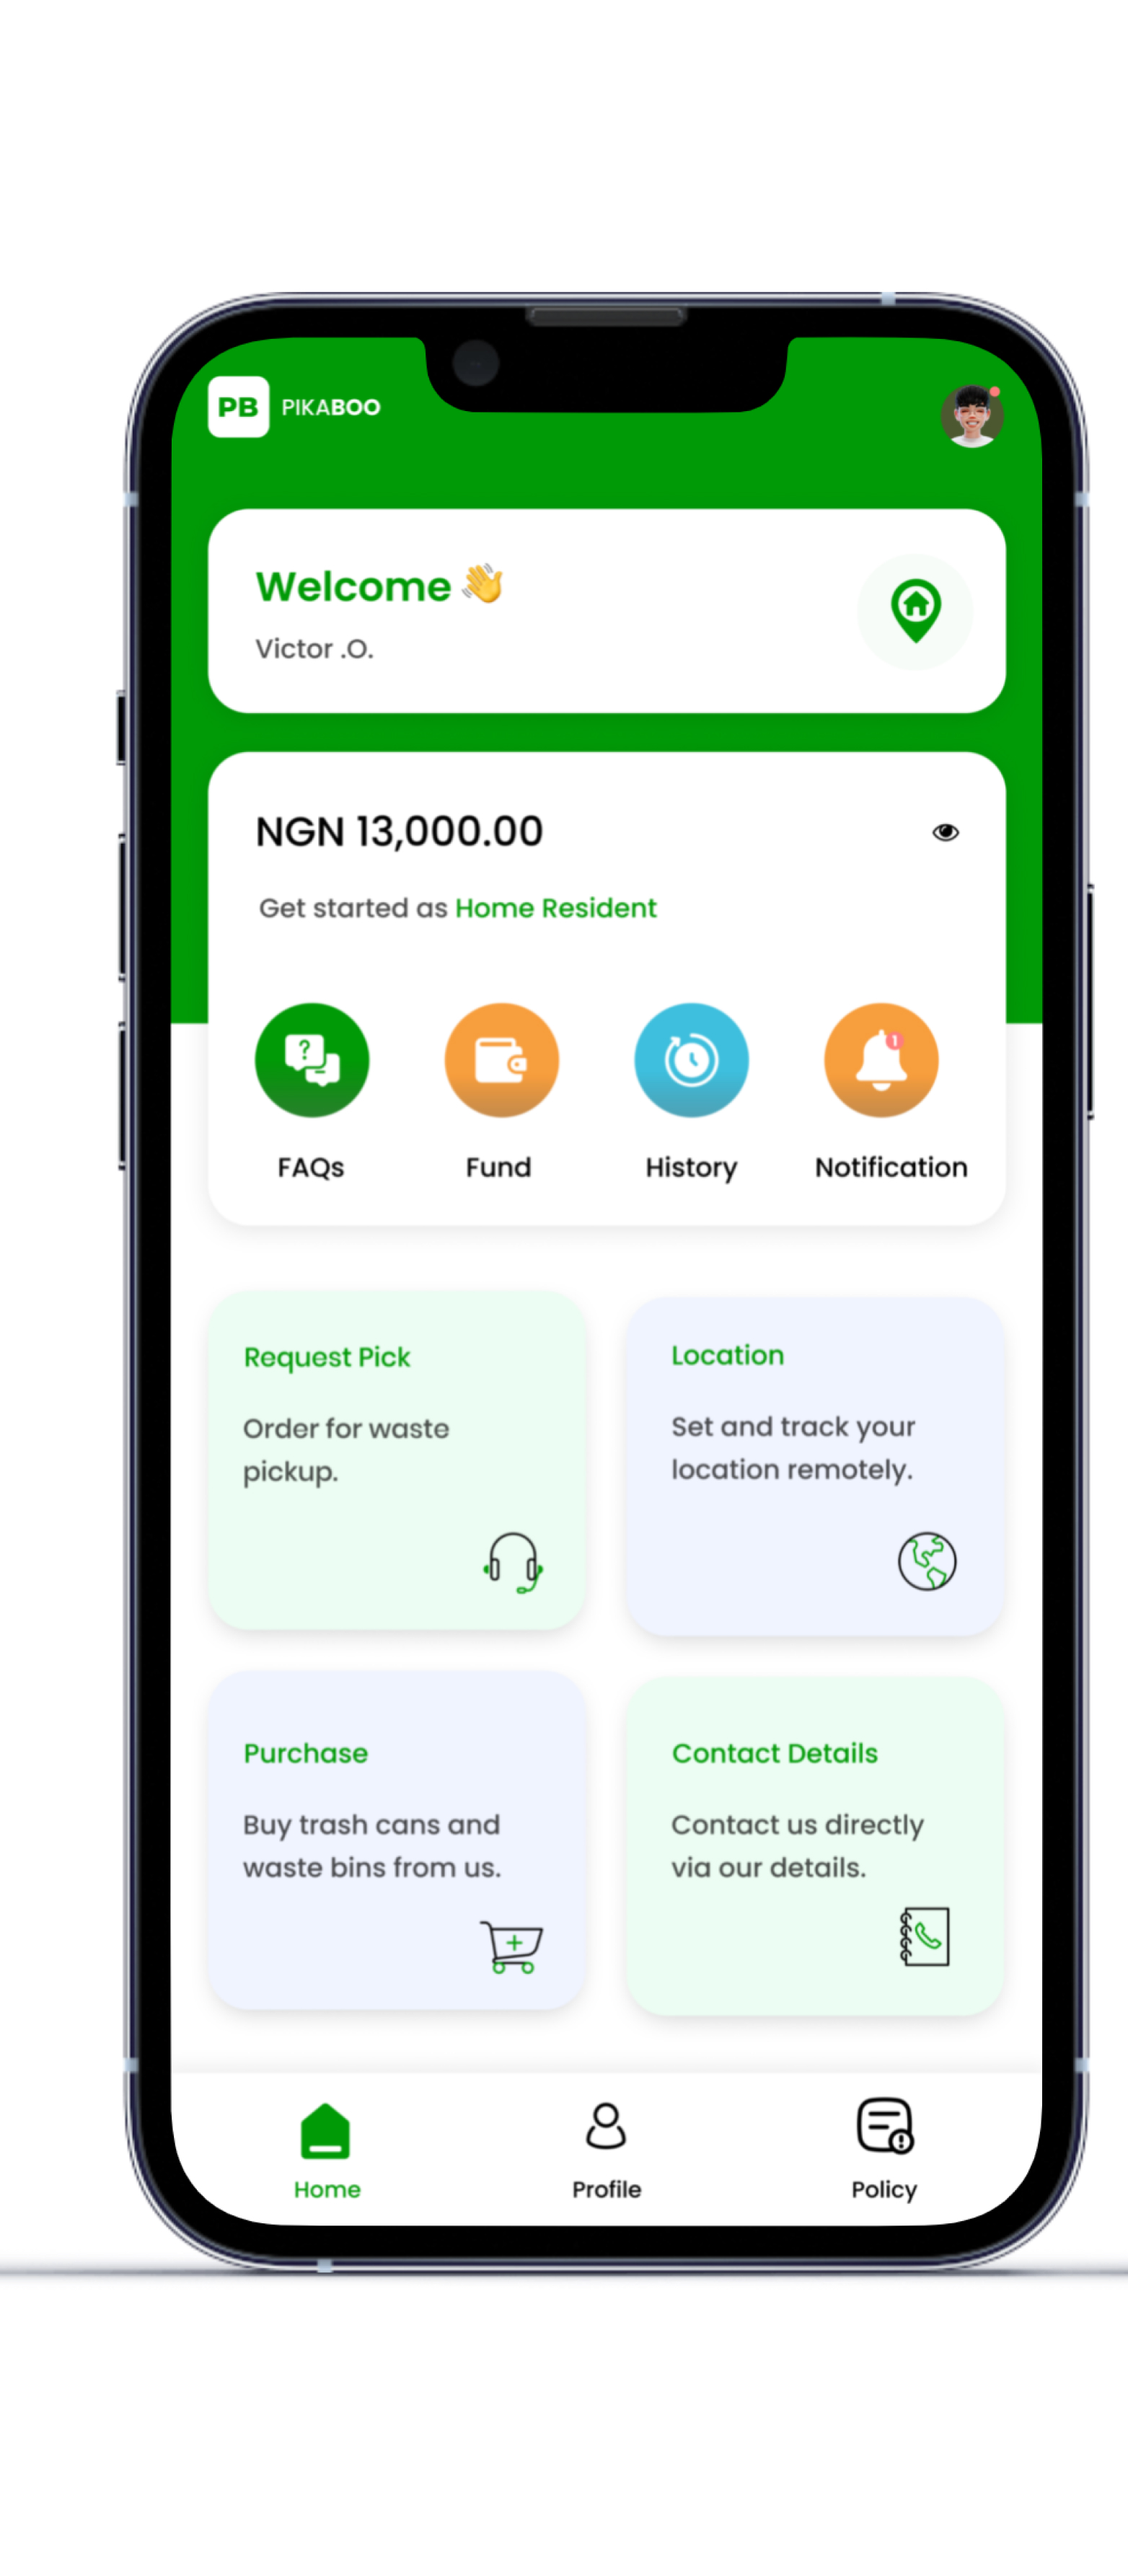 PB PIKABOO
Welcome 👋
Victor .O.
NGN 13,000.00
Get started as Home Resident
?
1
FAQs Fund History Notification
Request Pick
Order for waste
pickup.
Location
Set and track your
location remotely.
Purchase
Buy trash cans and
waste bins from us.
Contact Details
Contact us directly
via our details.
Home Profile Policy